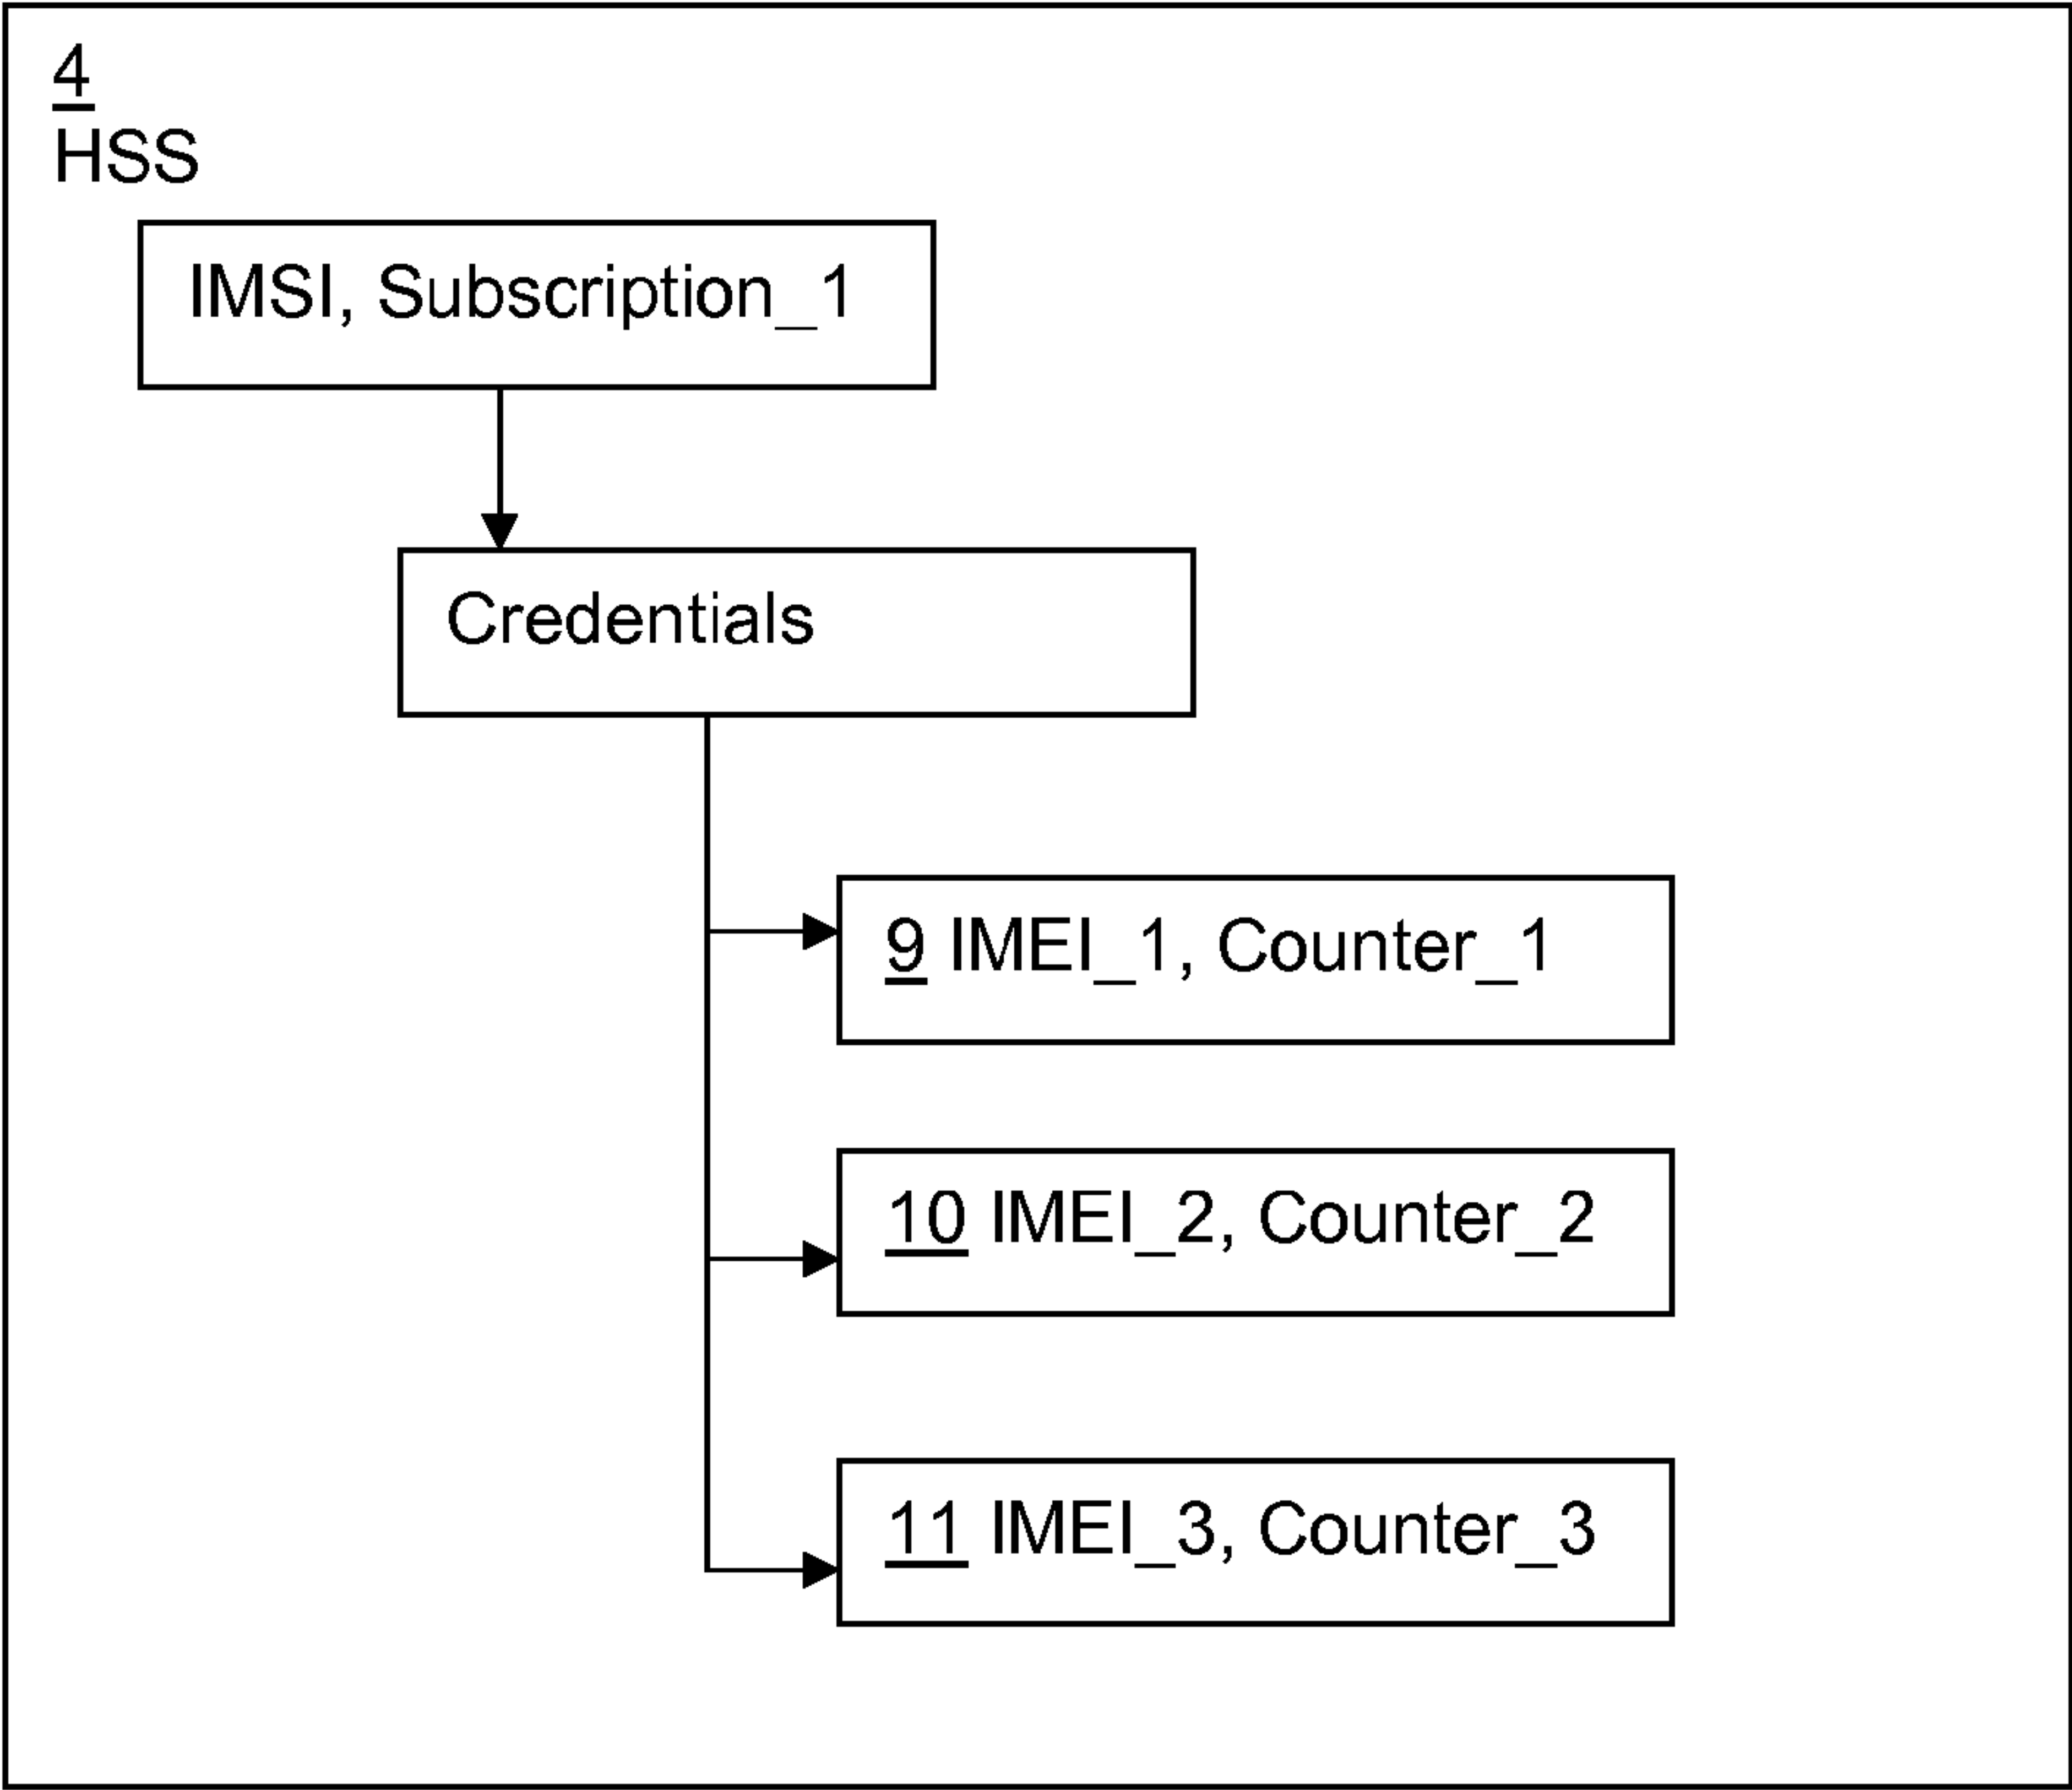 4
HSS
IMSI, Subscription_1
Credentials
9 IMEI_1, Counter_1
10 IMEI_2, Counter_2
11 IMEI_3, Counter_3